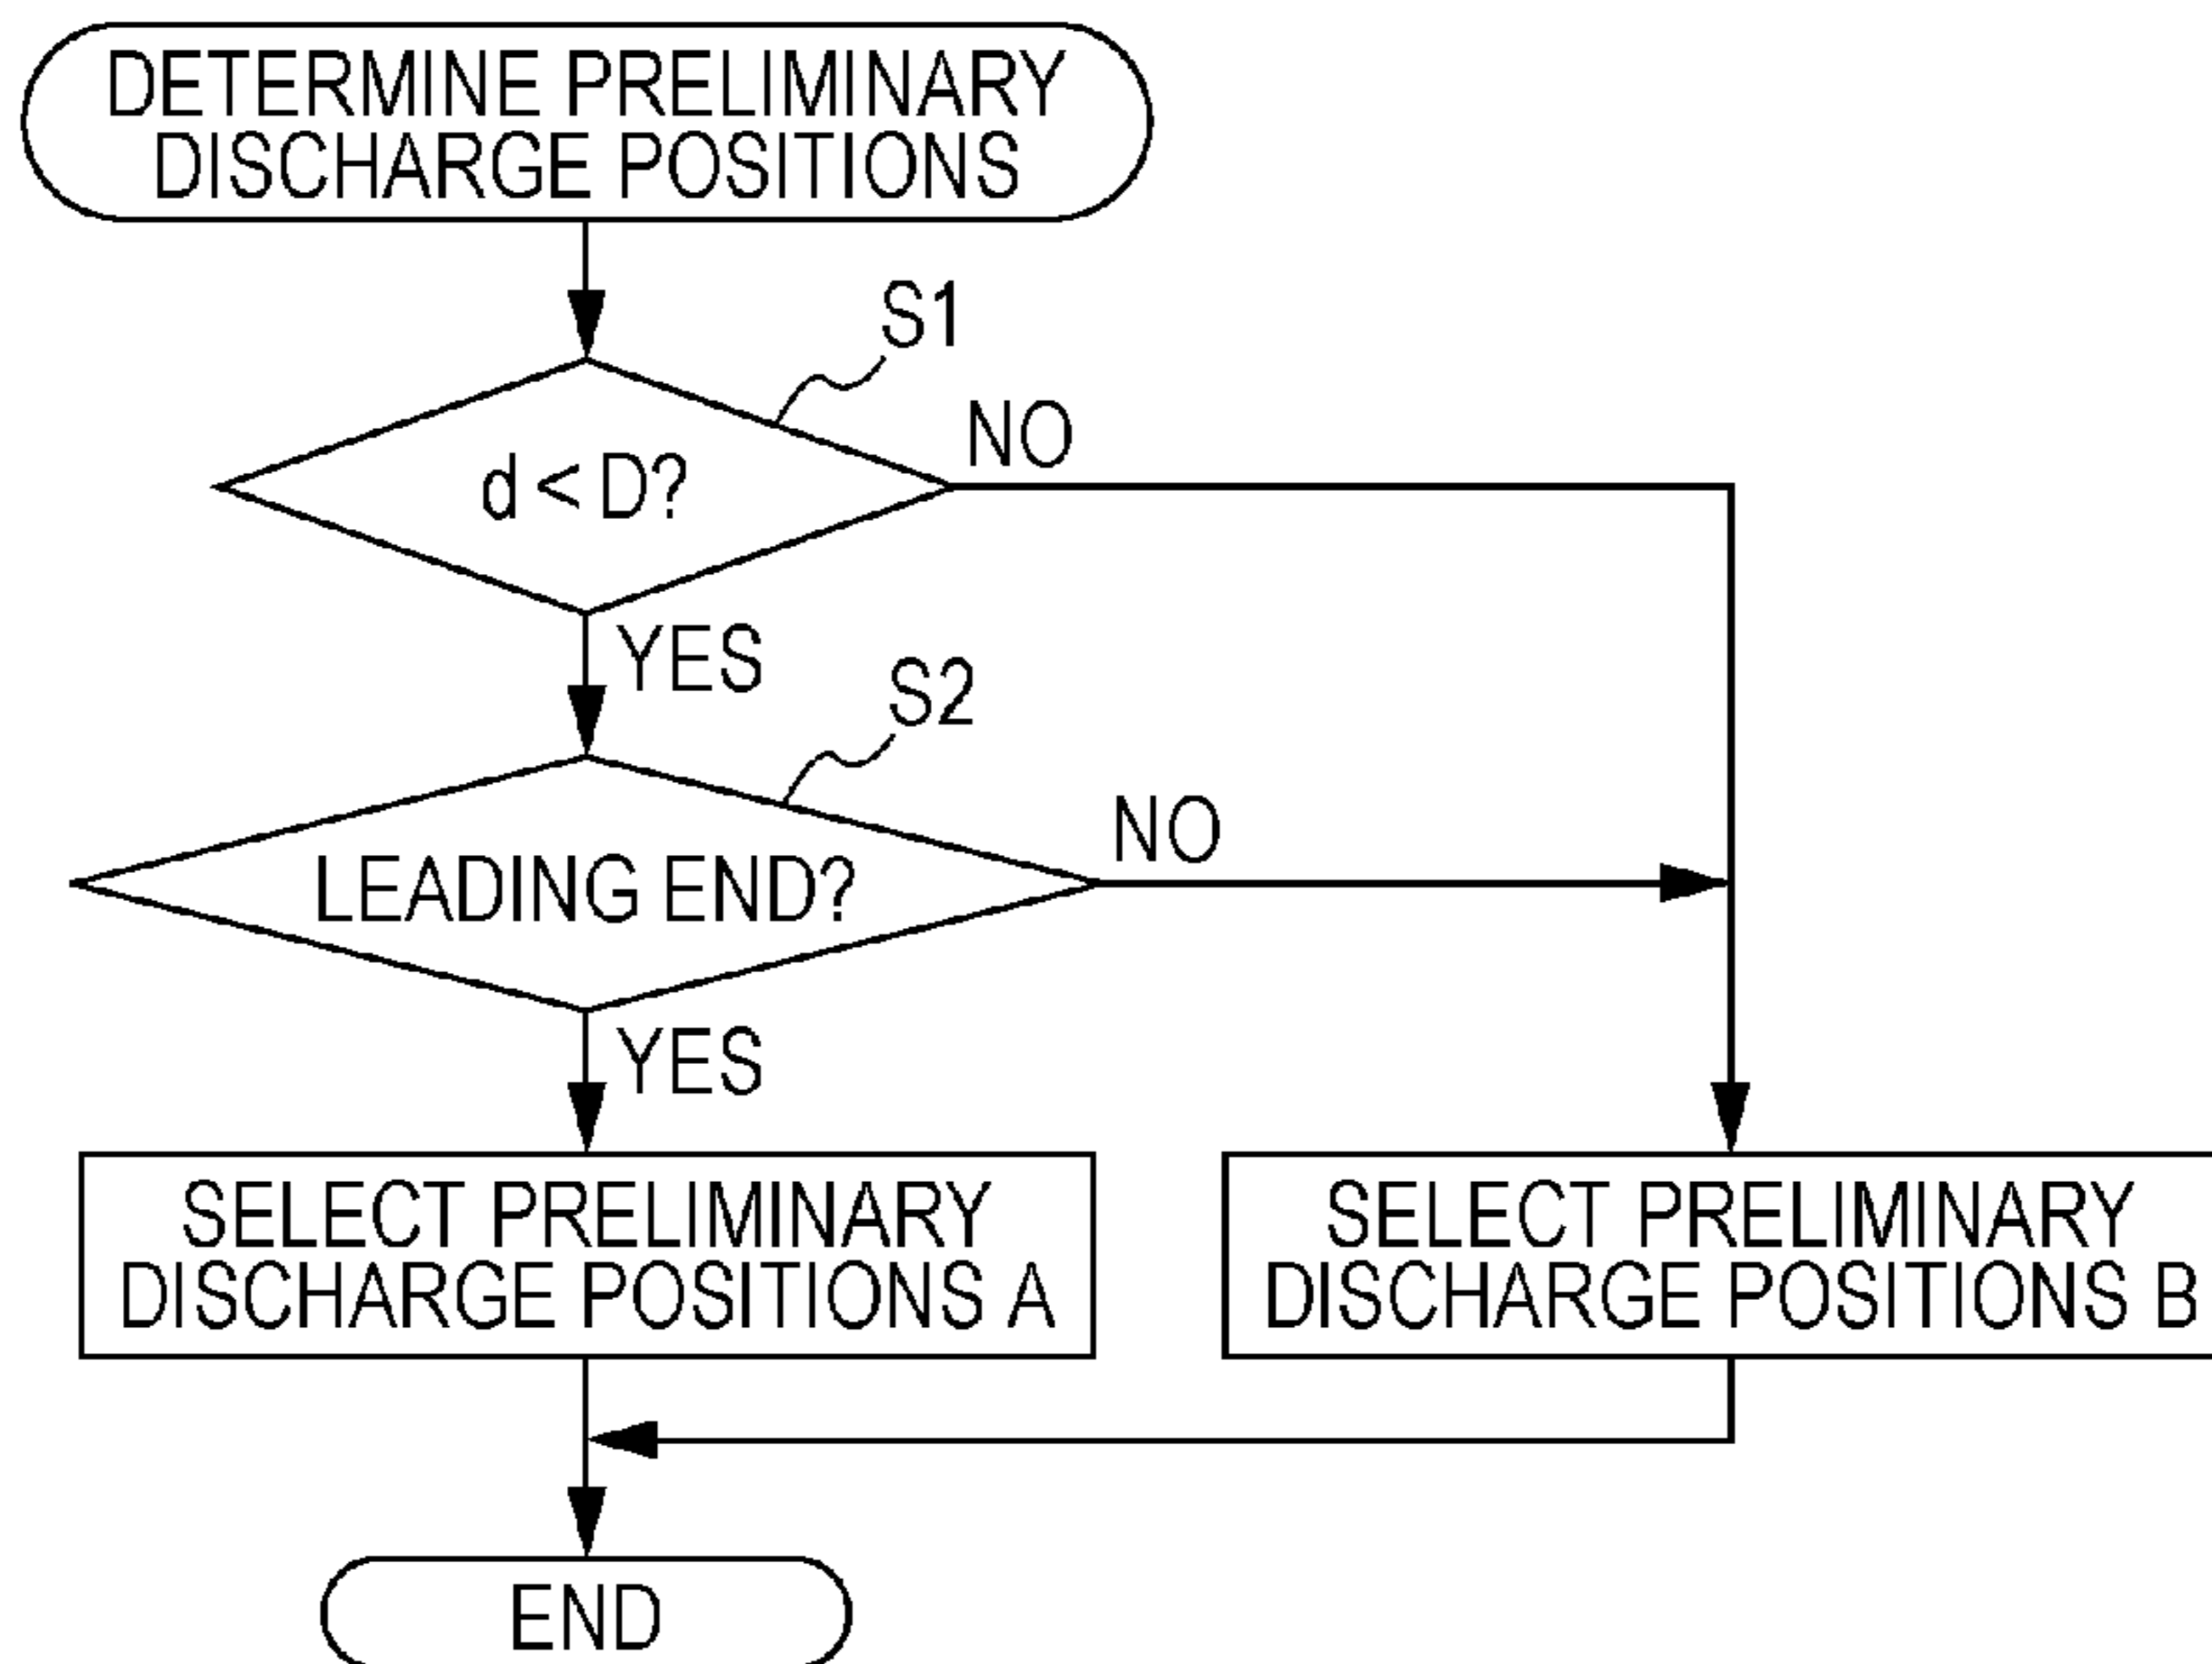 DETERMINE PRELIMINARY
DISCHARGE POSITIONS
S1
d < D?
NO
YES
S2
LEADING END?
NO
YES
SELECT PRELIMINARY
DISCHARGE POSITIONS A
SELECT PRELIMINARY
DISCHARGE POSITIONS B
END